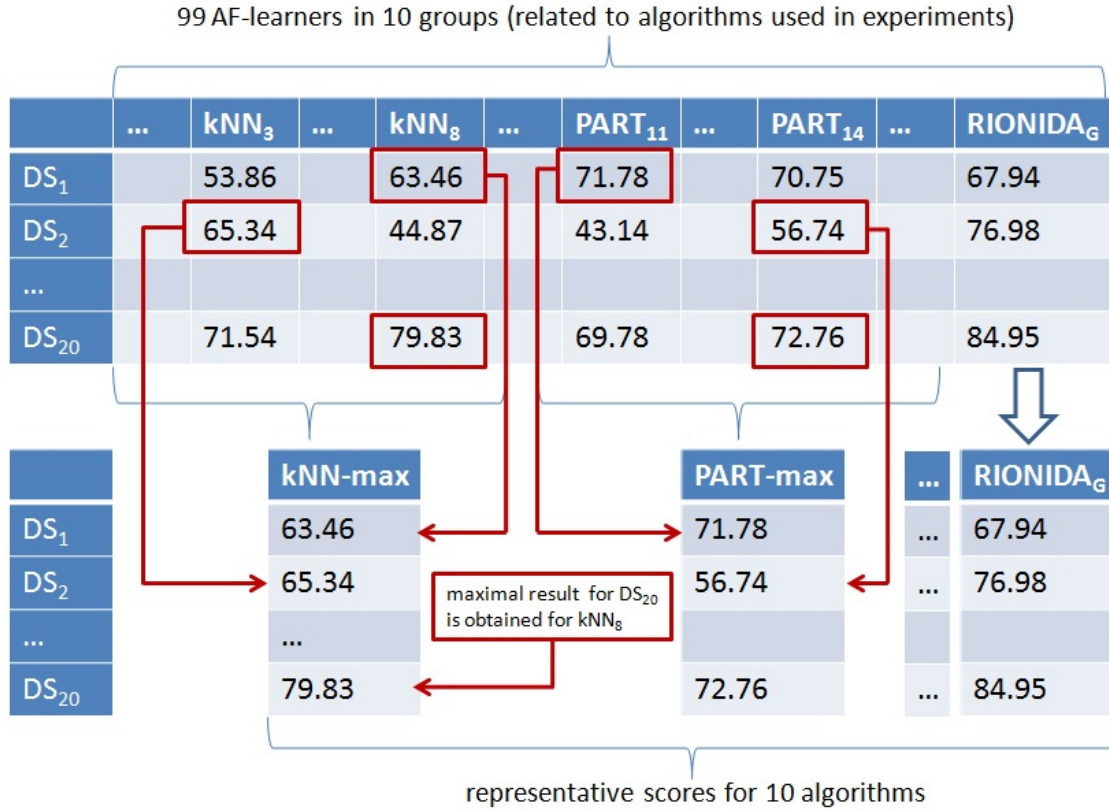 99 AF-learners in 10 groups (related to algorithms used in experiments)
... kNN₃ ... kNN₈ ... PART₁₁ ... PART₁₄ ... RIONIDA_G
DS₁ 53.86 63.46 71.78 70.75 67.94
DS₂ 65.34 44.87 43.14 56.74 76.98
...
DS₂₀ 71.54 79.83 69.78 72.76 84.95
kNN-max PART-max ... RIONIDA_G
DS₁ 63.46 71.78 ... 67.94
DS₂ 65.34 56.74 ... 76.98
maximal result for DS₂₀
is obtained for kNN₈
... ...
DS₂₀ 79.83 72.76 ... 84.95
representative scores for 10 algorithms